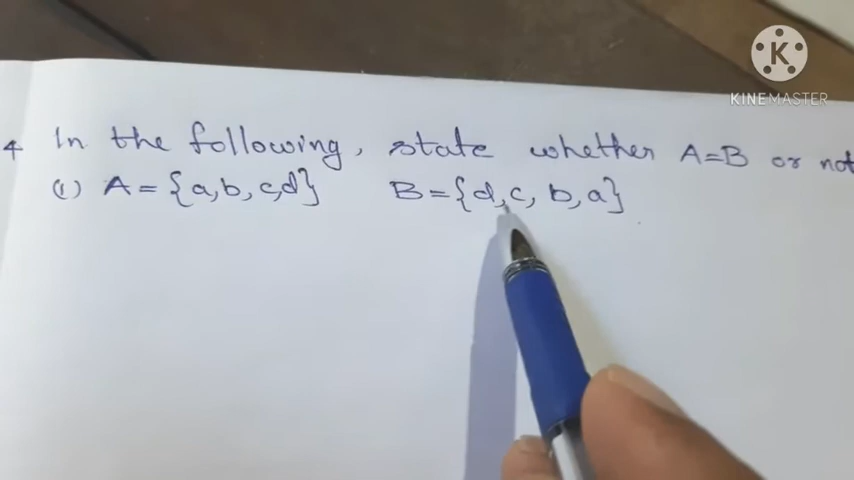 KINEMASTER
4 In the following, state whether A=B or not
(i) A = {a,b, c,d} B = {d,c, b,a}